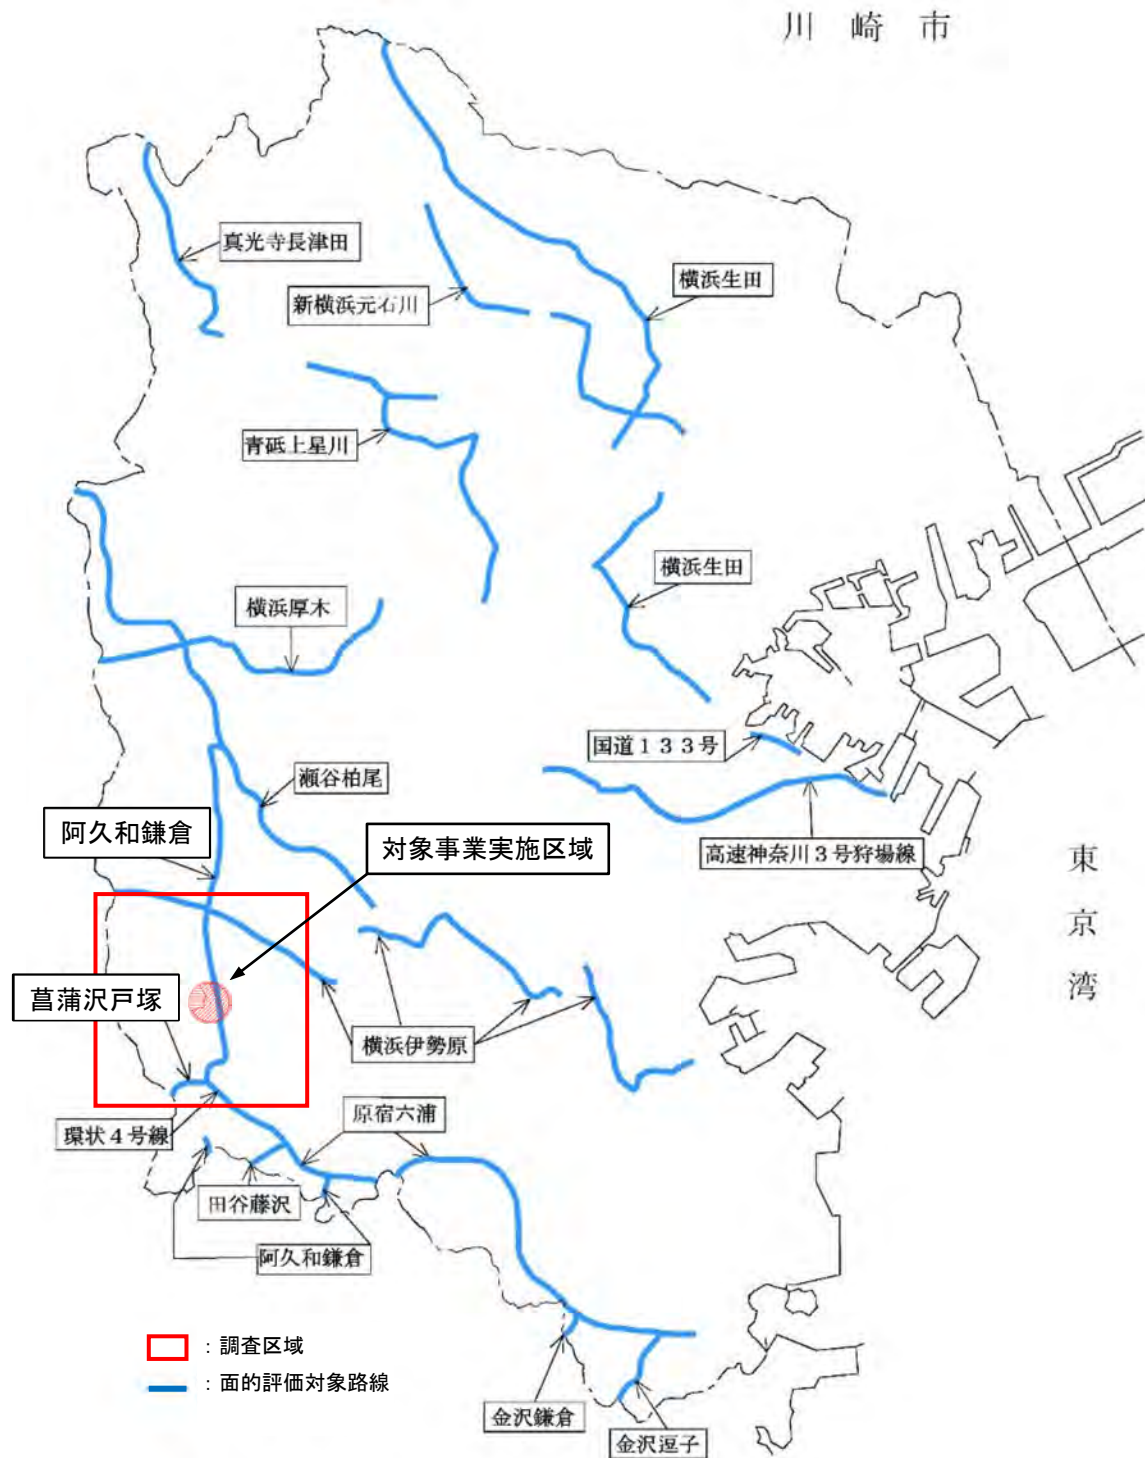 川崎市
真光寺長津田
新横浜元石川
横浜生田
青砥上星川
横浜生田
横浜厚木
国道133号
瀬谷柏尾
阿久和鎌倉
対象事業実施区域
高速神奈川3号狩場線
東京湾
菖蒲沢戸塚
横浜伊勢原
原宿六浦
環状4号線
田谷藤沢
阿久和鎌倉
:調査区域
:面的評価対象路線
金沢鎌倉
金沢逗子